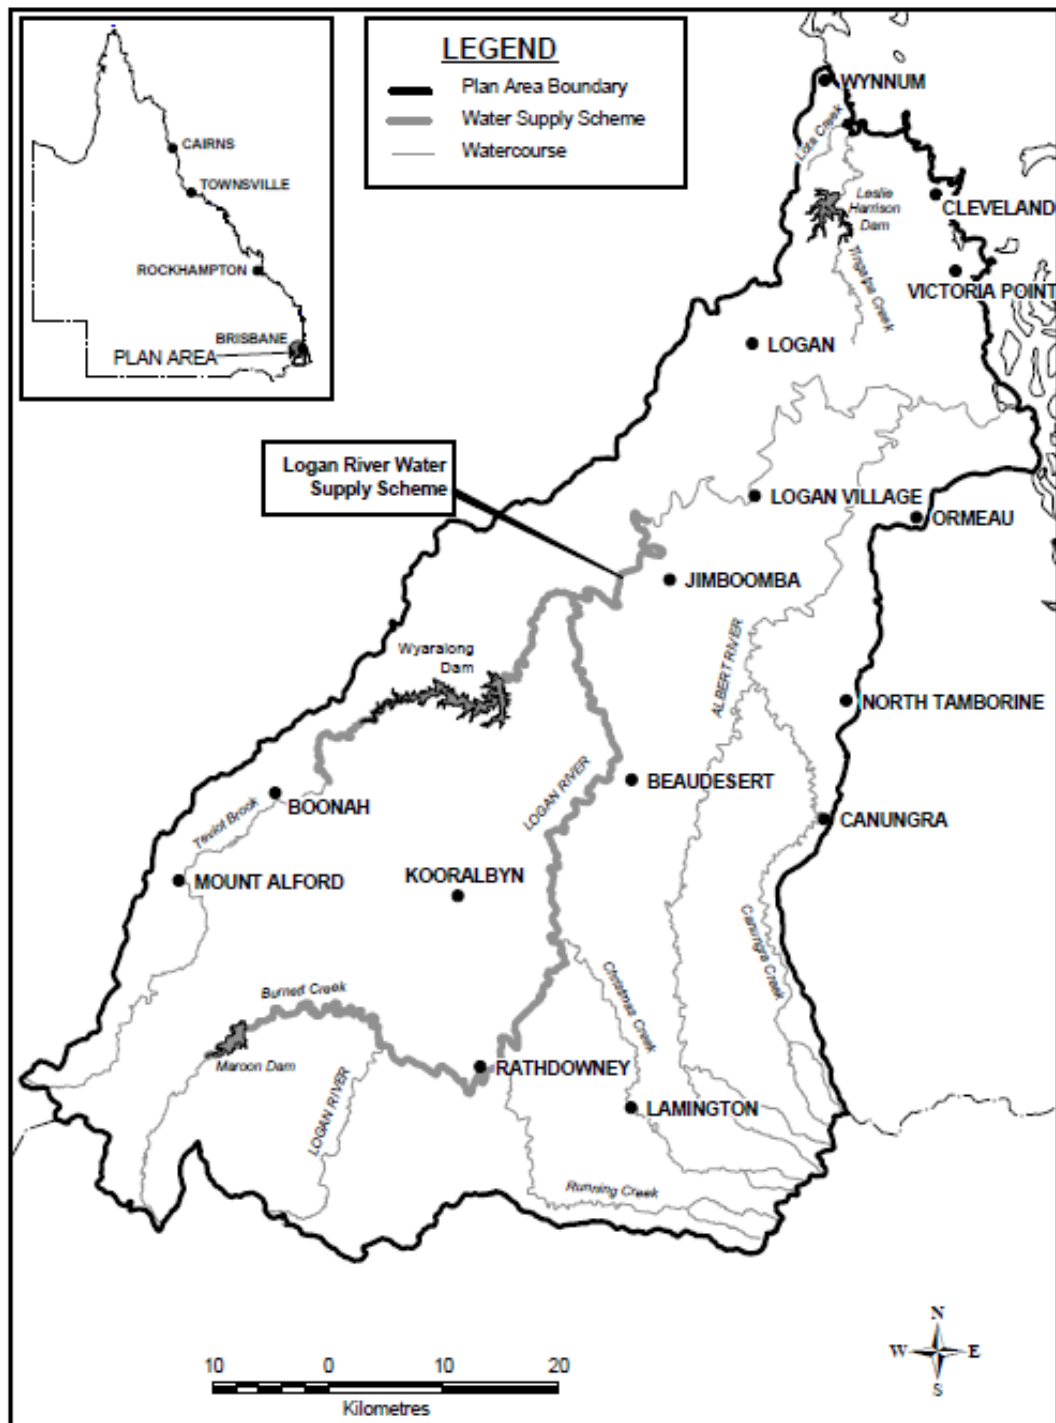 LEGEND
Plan Area Boundary
Water Supply Scheme
Watercourse
CAIRNS
TOWNSVILLE
ROCKHAMPTON
BRISBANE
PLAN AREA
WYNNUM
Lota Creek
Leslie
Harrison
Dam
CLEVELAND
Tingalpa Creek
VICTORIA POINT
LOGAN
Logan River Water
Supply Scheme
LOGAN VILLAGE
ORMEAU
JIMBOOMBA
Wyaralong
Dam
ALBERT RIVER
NORTH TAMBORINE
LOGAN RIVER
BEAUDESERT
Teviot Brook
BOONAH
CANUNGRA
MOUNT ALFORD
KOORALBYN
Canungra Creek
Christmas Creek
Burnett Creek
Maroon Dam
LOGAN RIVER
RATHDOWNEY
LAMINGTON
Running Creek
N
W E
S
10 0 10 20
Kilometres